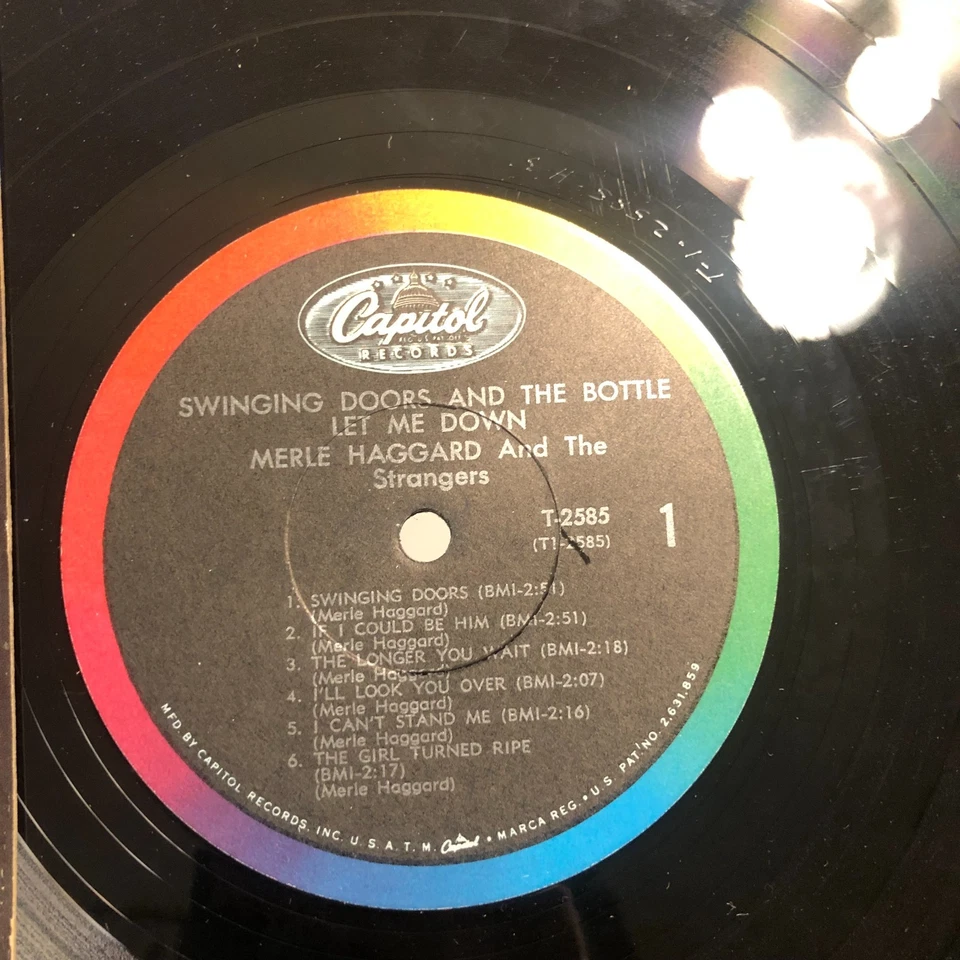 Capitol
RECORDS
SWINGING DOORS AND THE BOTTLE
LET ME DOWN
MERLE HAGGARD And The
Strangers
T-2585
(T1-2585)
1
1. SWINGING DOORS (BMI-2:51)
(Merle Haggard)
2. IF I COULD BE HIM (BMI-2:51)
(Merle Haggard)
3. THE LONGER YOU WAIT (BMI-2:18)
(Merle Haggard)
4. I'LL LOOK YOU OVER (BMI-2:07)
(Merle Haggard)
5. I CAN'T STAND ME (BMI-2:16)
(Merle Haggard)
6. THE GIRL TURNED RIPE
(BMI-2:17)
(Merle Haggard)
MFD. BY CAPITOL RECORDS, INC. U.S.A. T.M. Capitol • MARCA REG. • U.S. PAT. NO. 2,631,859